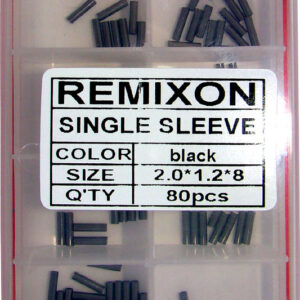 REMIXON
SINGLE SLEEVE
COLOR black
SIZE 2.0*1.2*8
Q'TY 80pcs